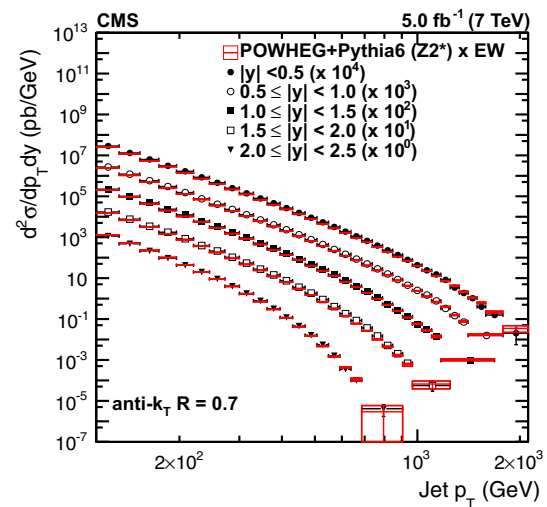 CMS 5.0 fb⁻¹ (7 TeV)
POWHEG+Pythia6 (Z2*) x EW
|y| <0.5 (x 10⁴)
0.5 ≤ |y| < 1.0 (x 10³)
1.0 ≤ |y| < 1.5 (x 10²)
1.5 ≤ |y| < 2.0 (x 10¹)
2.0 ≤ |y| < 2.5 (x 10⁰)
d²σ/dp_T dy (pb/GeV)
10¹³
10¹¹
10⁹
10⁷
10⁵
10³
10
10⁻¹
10⁻³
10⁻⁵
10⁻⁷
anti-k_T R = 0.7
2×10² 10³ 2×10³
Jet p_T (GeV)